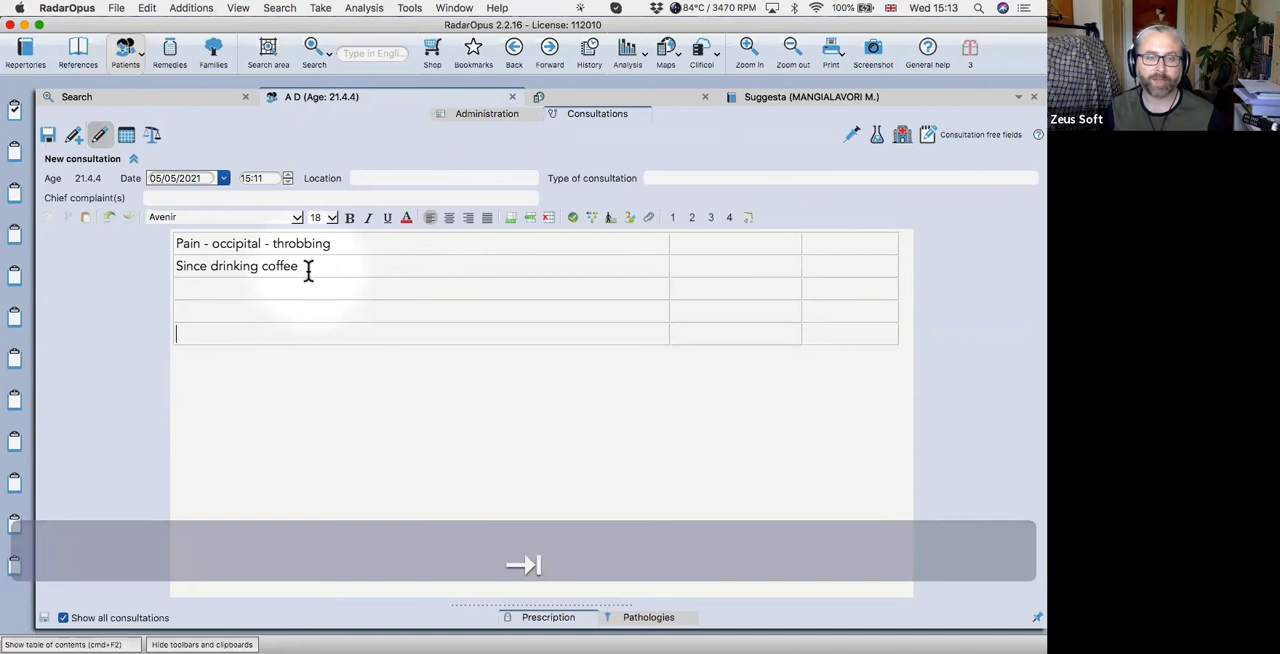 RadarOpus File Edit Additions View Search Take Analysis Tools Window Help 84°C / 3470 RPM 100% Wed 15:13
RadarOpus 2.2.16 - License: 112010
Repertories References Patients Remedies Families Search area Search Type in Engli... Shop Bookmarks Back Forward History Analysis Maps Clificol Zoom in Zoom out Print Screenshot General help 3
Search A D (Age: 21.4.4) Suggesta (MANGIALAVORI M.)
Administration Consultations
Zeus Soft
Consultation free fields
New consultation
Age 21.4.4 Date 05/05/2021 15:11 Location Type of consultation
Chief complaint(s)
Avenir 18 B I U A 1 2 3 4
Pain - occipital - throbbing
Since drinking coffee
Show all consultations Prescription Pathologies
Show table of contents (cmd+F2) Hide toolbars and clipboards